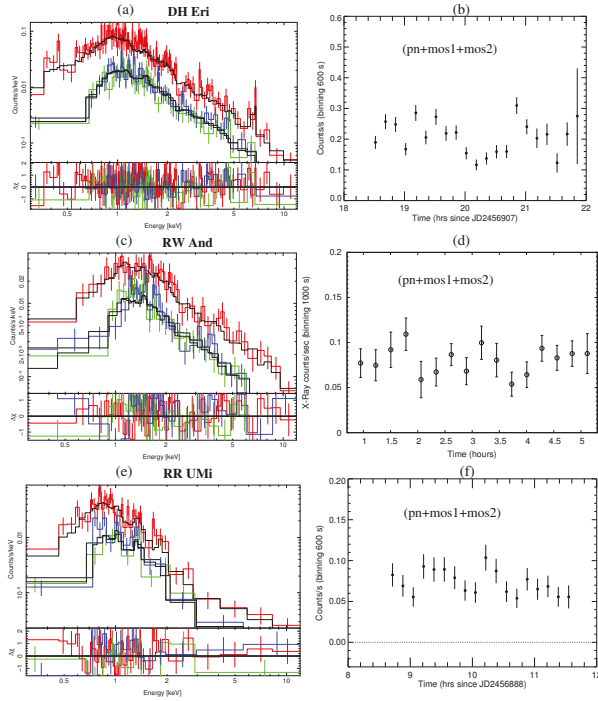 (a) DH Eri
0.1
0.01
10⁻³
Counts/s/keV
1
0
−1
Δχ
0.5 1 2 5 10
Energy [keV]
(b)
(pn+mos1+mos2)
0.5
0.4
0.3
0.2
0.1
0.0
Counts/s (binning 600 s)
18 19 20 21 22
Time (hrs since JD2456907)
(c) RW And
0.02
0.01
5×10⁻³
2×10⁻³
10⁻³
Counts/s/keV
1
0
−1
Δχ
0.5 1 2 5 10
Energy [keV]
(d)
(pn+mos1+mos2)
0.2
0.15
0.1
0.05
0
X-Ray counts/sec (binning 1000 s)
1 1.5 2 2.5 3 3.5 4 4.5 5
Time (hours)
(e) RR UMi
0.01
10⁻³
Counts/s/keV
2
1
0
−1
Δχ
0.5 1 2 5 10
Energy [keV]
(f)
(pn+mos1+mos2)
0.20
0.15
0.10
0.05
0.00
Counts/s (binning 600 s)
8 9 10 11 12
Time (hrs since JD2456888)